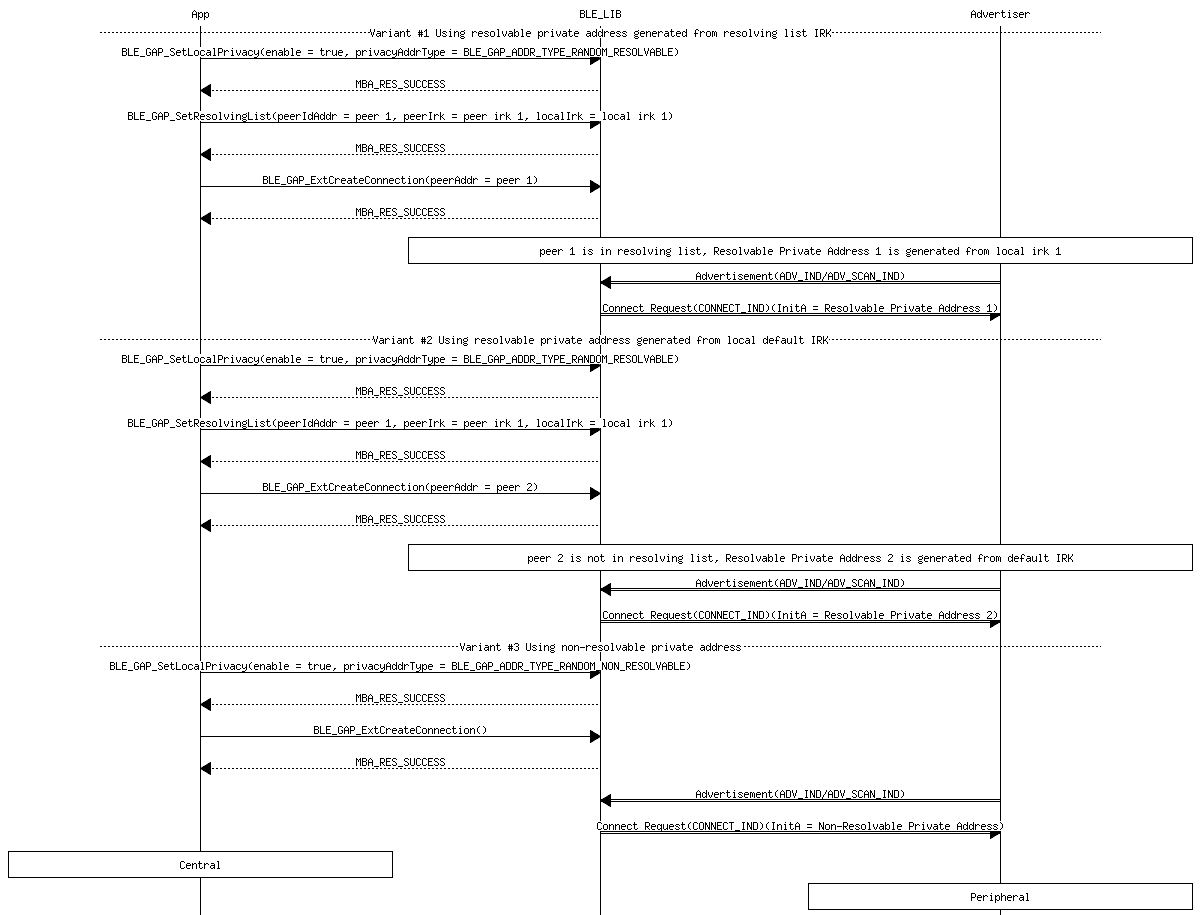 App BLE_LIB Advertiser
Variant #1 Using resolvable private address generated from resolving list IRK
BLE_GAP_SetLocalPrivacy(enable = true, privacyAddrType = BLE_GAP_ADDR_TYPE_RANDOM_RESOLVABLE)
MBA_RES_SUCCESS
BLE_GAP_SetResolvingList(peerIdAddr = peer 1, peerIrk = peer irk 1, localIrk = local irk 1)
MBA_RES_SUCCESS
BLE_GAP_ExtCreateConnection(peerAddr = peer 1)
MBA_RES_SUCCESS
peer 1 is in resolving list, Resolvable Private Address 1 is generated from local irk 1
Advertisement(ADV_IND/ADV_SCAN_IND)
Connect Request(CONNECT_IND)(InitA = Resolvable Private Address 1)
Variant #2 Using resolvable private address generated from local default IRK
BLE_GAP_SetLocalPrivacy(enable = true, privacyAddrType = BLE_GAP_ADDR_TYPE_RANDOM_RESOLVABLE)
MBA_RES_SUCCESS
BLE_GAP_SetResolvingList(peerIdAddr = peer 1, peerIrk = peer irk 1, localIrk = local irk 1)
MBA_RES_SUCCESS
BLE_GAP_ExtCreateConnection(peerAddr = peer 2)
MBA_RES_SUCCESS
peer 2 is not in resolving list, Resolvable Private Address 2 is generated from default IRK
Advertisement(ADV_IND/ADV_SCAN_IND)
Connect Request(CONNECT_IND)(InitA = Resolvable Private Address 2)
Variant #3 Using non-resolvable private address
BLE_GAP_SetLocalPrivacy(enable = true, privacyAddrType = BLE_GAP_ADDR_TYPE_RANDOM_NON_RESOLVABLE)
MBA_RES_SUCCESS
BLE_GAP_ExtCreateConnection()
MBA_RES_SUCCESS
Advertisement(ADV_IND/ADV_SCAN_IND)
Connect Request(CONNECT_IND)(InitA = Non-Resolvable Private Address)
Central
Peripheral